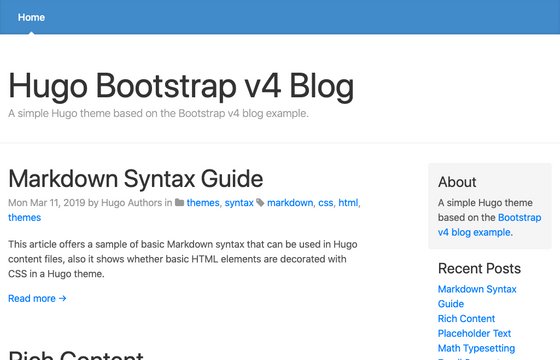 Home
Hugo Bootstrap v4 Blog
A simple Hugo theme based on the Bootstrap v4 blog example.
Markdown Syntax Guide
Mon Mar 11, 2019 by Hugo Authors in themes, syntax markdown, css, html,
themes
This article offers a sample of basic Markdown syntax that can be used in Hugo
content files, also it shows whether basic HTML elements are decorated with
CSS in a Hugo theme.
Read more →
Rich Content
About
A simple Hugo theme
based on the Bootstrap
v4 blog example.
Recent Posts
Markdown Syntax
Guide
Rich Content
Placeholder Text
Math Typesetting